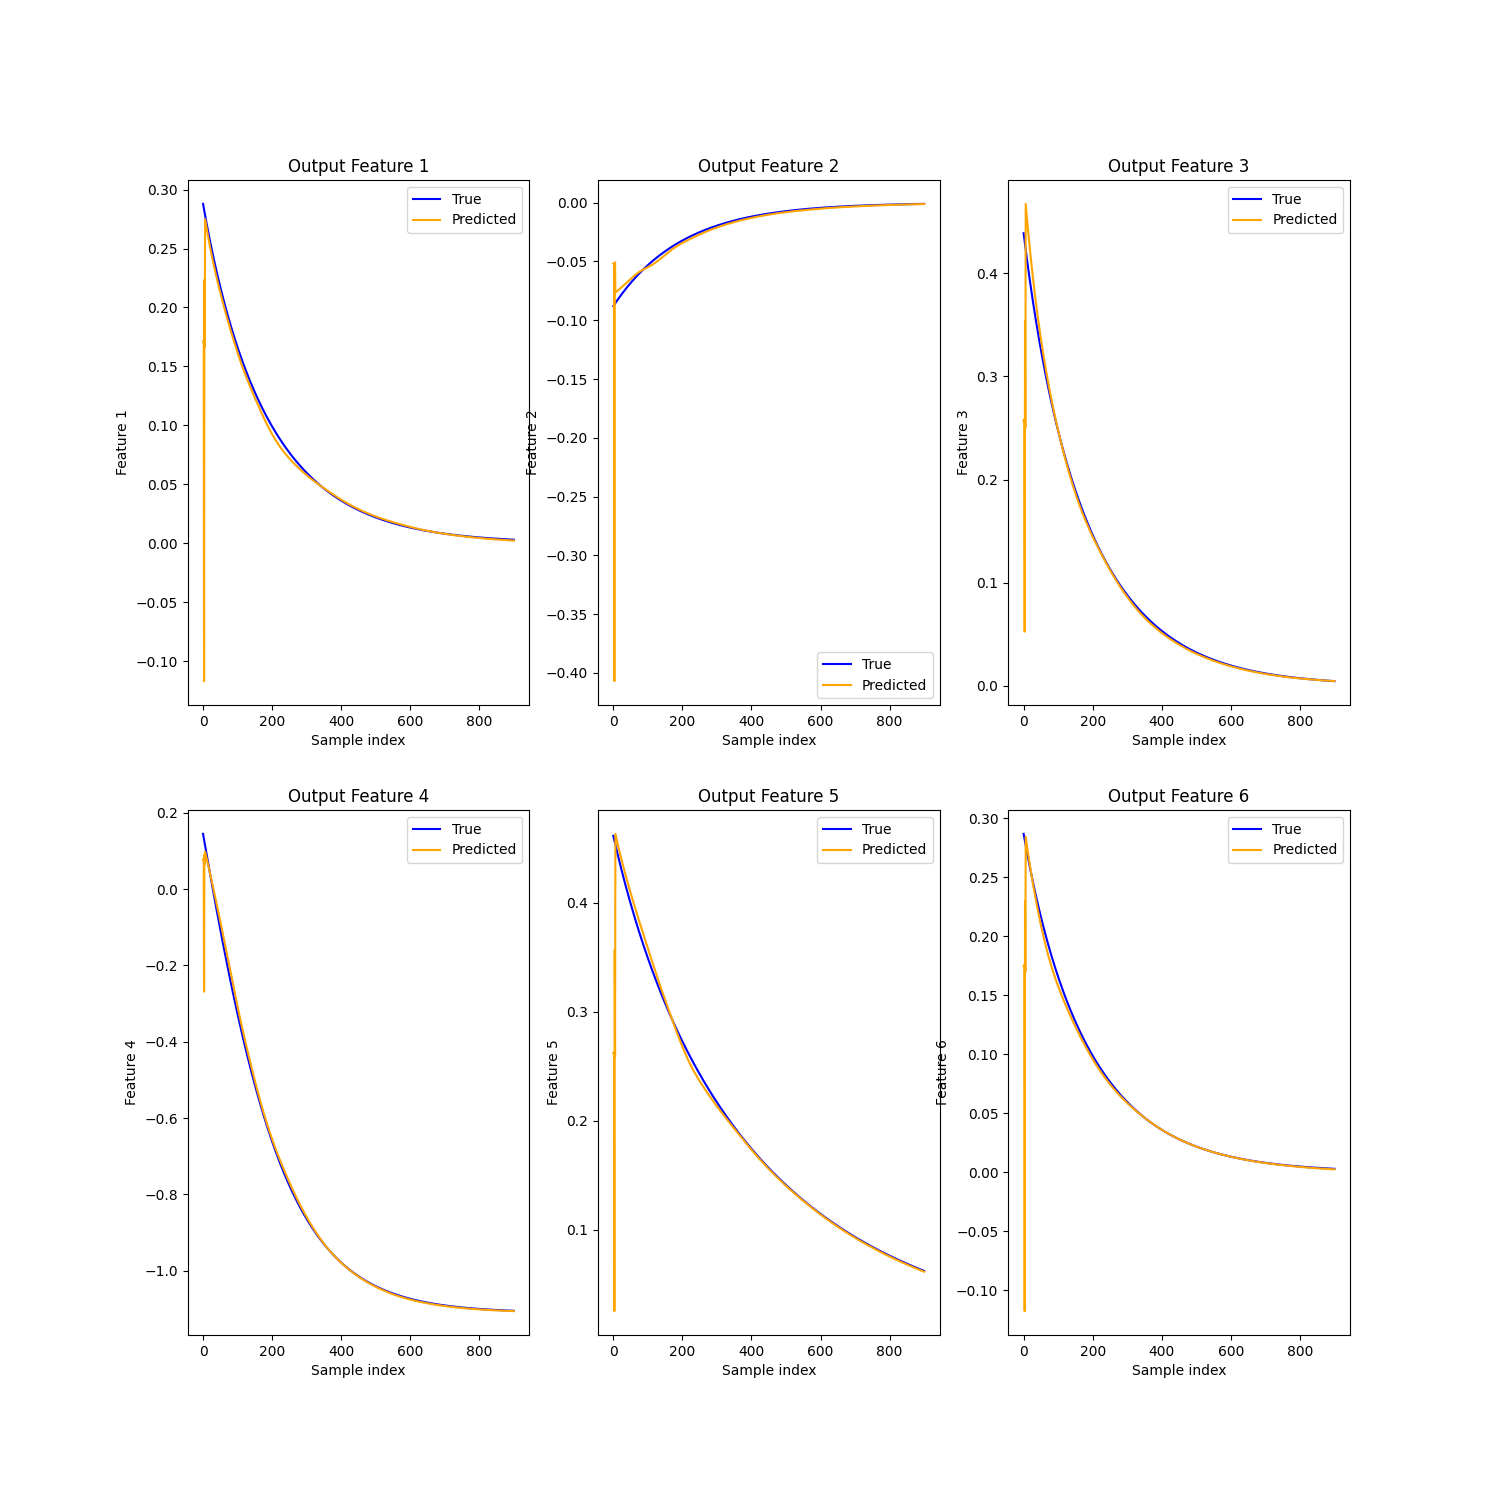 Output Feature 1
0.30
0.25
0.20
0.15
0.10
0.05
0.00
−0.05
−0.10
Feature 1
True
Predicted
0 200 400 600 800
Sample index
Output Feature 2
0.00
−0.05
−0.10
−0.15
−0.20
−0.25
−0.30
−0.35
−0.40
Feature 2
True
Predicted
0 200 400 600 800
Sample index
Output Feature 3
0.4
0.3
0.2
0.1
0.0
Feature 3
True
Predicted
0 200 400 600 800
Sample index
Output Feature 4
0.2
0.0
−0.2
−0.4
−0.6
−0.8
−1.0
Feature 4
True
Predicted
0 200 400 600 800
Sample index
Output Feature 5
0.4
0.3
0.2
0.1
Feature 5
True
Predicted
0 200 400 600 800
Sample index
Output Feature 6
0.30
0.25
0.20
0.15
0.10
0.05
0.00
−0.05
−0.10
Feature 6
True
Predicted
0 200 400 600 800
Sample index